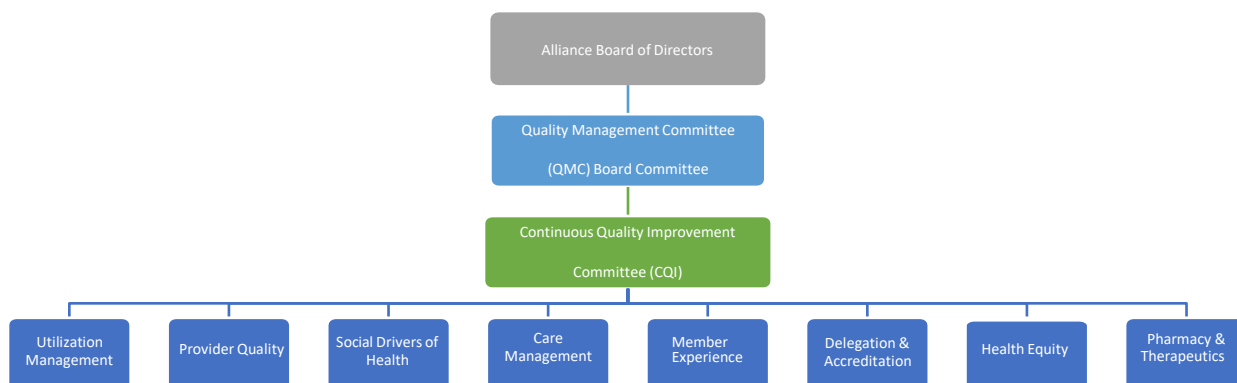 Alliance Board of Directors
Quality Management Committee
(QMC) Board Committee
Continuous Quality Improvement
Committee (CQI)
Utilization
Management
Provider Quality
Social Drivers of
Health
Care
Management
Member
Experience
Delegation &
Accreditation
Health Equity
Pharmacy
& Therapeutics